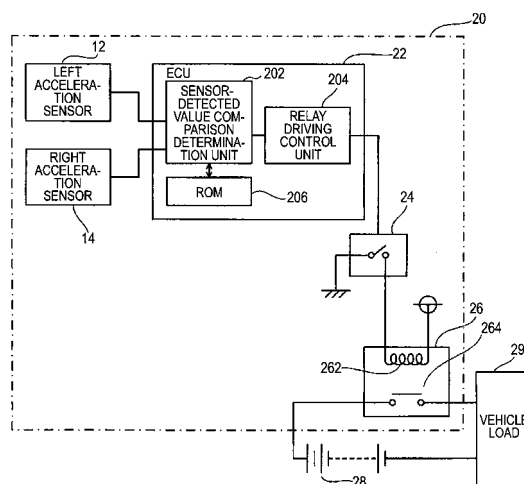 20
12
22
LEFT
ACCELERA-
TION
SENSOR
ECU
202
204
SENSOR-
DETECTED
VALUE COM-
PARISON
DETERMINA-
TION UNIT
RELAY
DRIVING
CONTROL
UNIT
RIGHT
ACCELERA-
TION
SENSOR
ROM
206
14
24
26
264
262
29
VEHICLE
LOAD
28